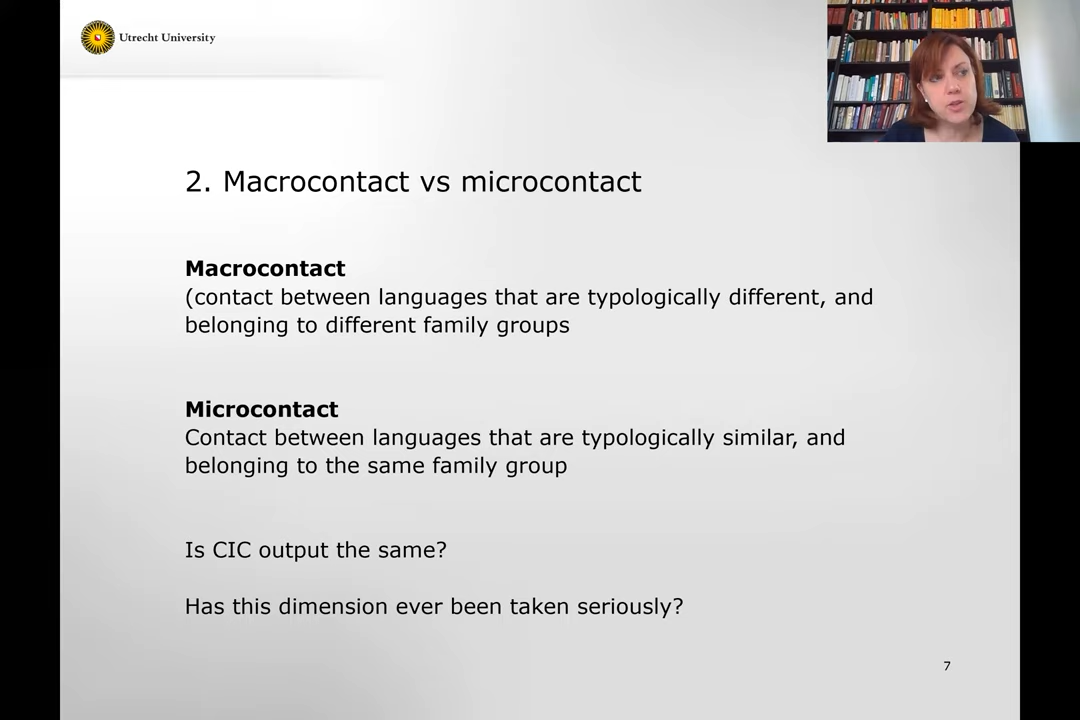 Utrecht University
2. Macrocontact vs microcontact
Macrocontact
(contact between languages that are typologically different, and
belonging to different family groups
Microcontact
Contact between languages that are typologically similar, and
belonging to the same family group
Is CIC output the same?
Has this dimension ever been taken seriously?
7